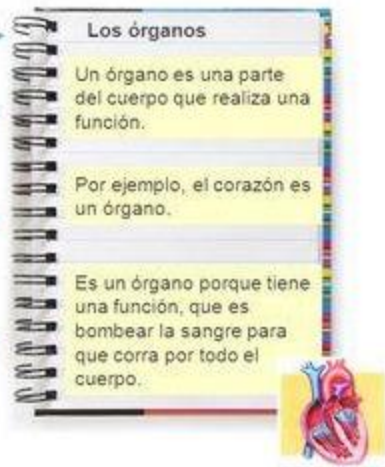 Los órganos
Un órgano es una parte
del cuerpo que realiza una
función.
Por ejemplo, el corazón es
un órgano.
Es un órgano porque tiene
una función, que es
bombear la sangre para
que corra por todo el
cuerpo.